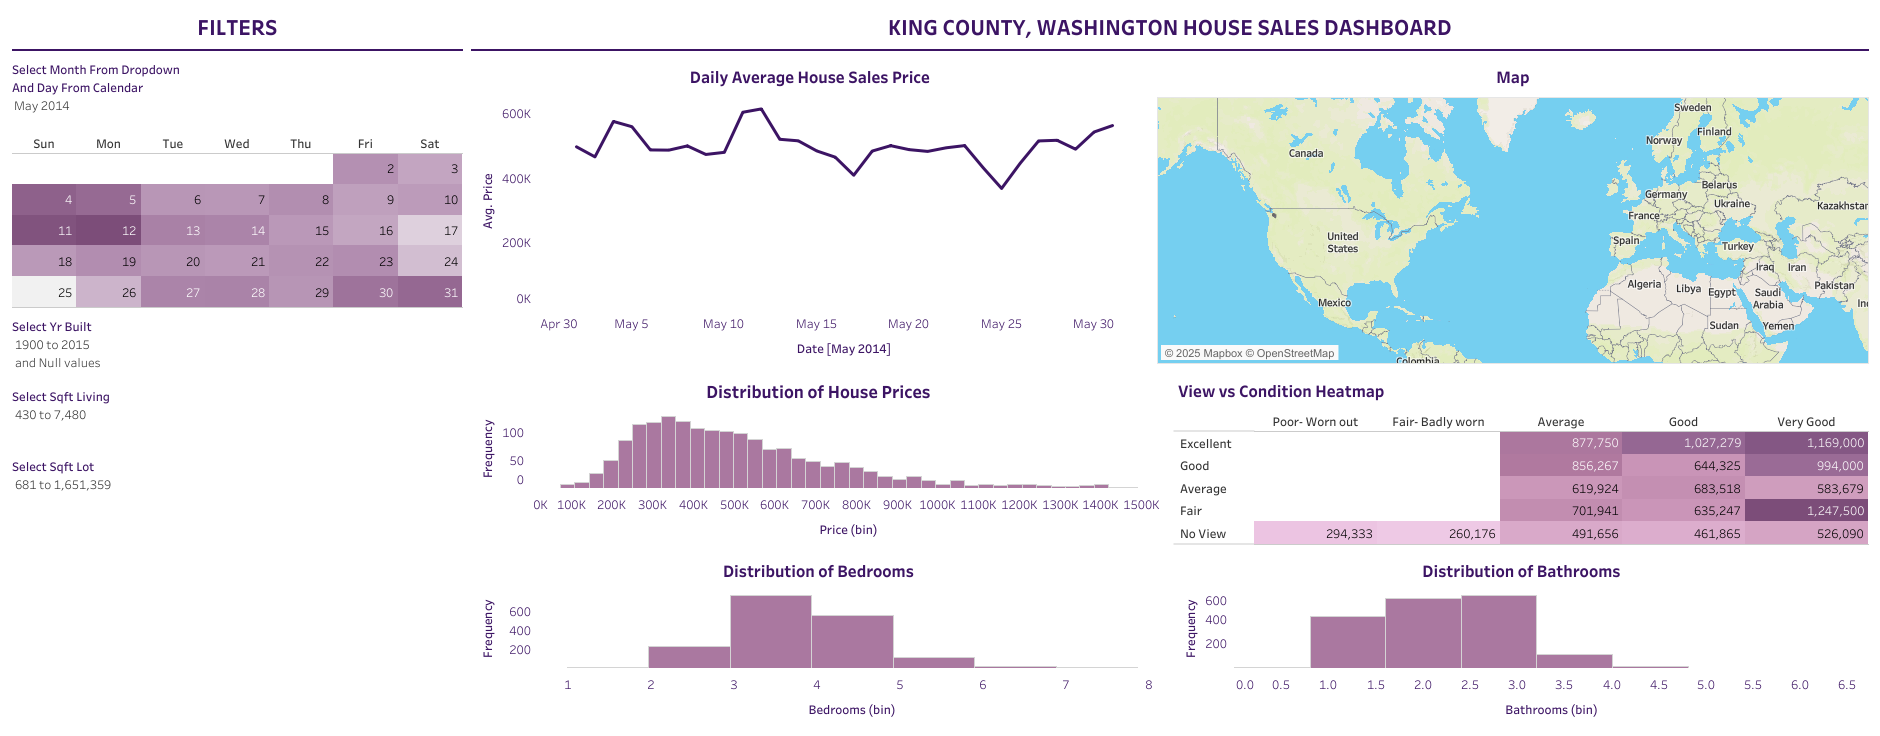 FILTERS
KING COUNTY, WASHINGTON HOUSE SALES DASHBOARD
Select Month From Dropdown
And Day From Calendar
May 2014
Sun Mon Tue Wed Thu Fri Sat
2 3
4 5 6 7 8 9 10
11 12 13 14 15 16 17
18 19 20 21 22 23 24
25 26 27 28 29 30 31
Select Yr Built
1900 to 2015
and Null values
Select Sqft Living
430 to 7,480
Select Sqft Lot
681 to 1,651,359
Daily Average House Sales Price
Avg. Price
600K
400K
200K
0K
Apr 30 May 5 May 10 May 15 May 20 May 25 May 30
Date [May 2014]
Map
Sweden
Finland
Norway
Canada
Belarus
Germany
Ukraine
Kazakhstar
France
United
States
Spain
Turkey
Iraq Iran
Algeria
Libya
Egypt
Saudi
Arabia
Pakistan
In
Mexico
Sudan
Yemen
Colombia
© 2025 Mapbox © OpenStreetMap
Distribution of House Prices
Frequency
100
50
0
0K 100K 200K 300K 400K 500K 600K 700K 800K 900K 1000K 1100K 1200K 1300K 1400K 1500K
Price (bin)
View vs Condition Heatmap
Poor- Worn out Fair- Badly worn Average Good Very Good
Excellent 877,750 1,027,279 1,169,000
Good 856,267 644,325 994,000
Average 619,924 683,518 583,679
Fair 701,941 635,247 1,247,500
No View 294,333 260,176 491,656 461,865 526,090
Distribution of Bedrooms
Frequency
600
400
200
1 2 3 4 5 6 7 8
Bedrooms (bin)
Distribution of Bathrooms
Frequency
600
400
200
0.0 0.5 1.0 1.5 2.0 2.5 3.0 3.5 4.0 4.5 5.0 5.5 6.0 6.5
Bathrooms (bin)